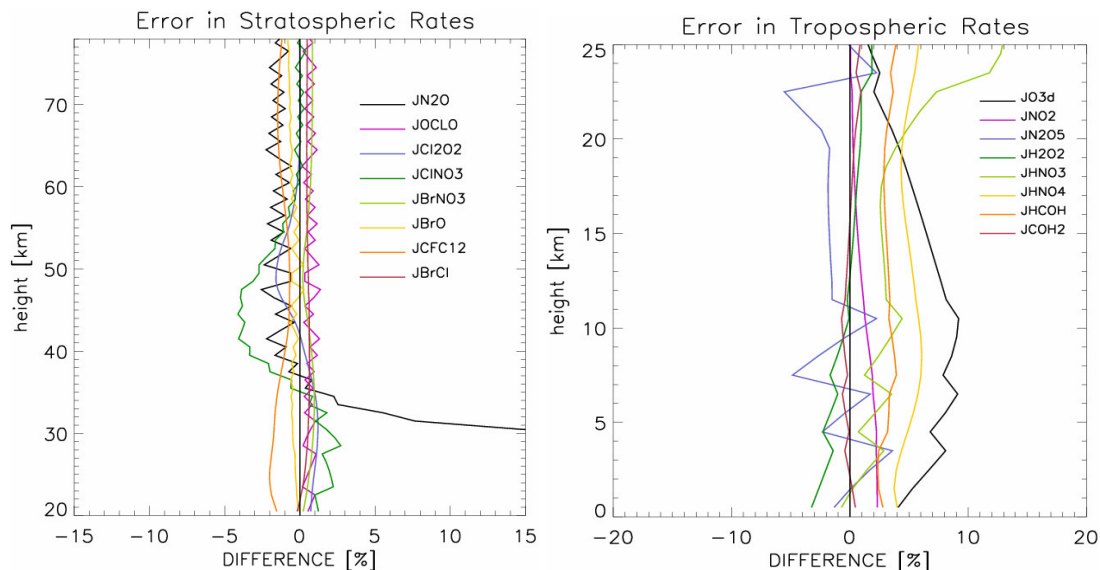 Error in Stratospheric Rates
70
60
50
40
30
20
height [km]
JN2O
JOCLO
JCl2O2
JClNO3
JBrNO3
JBrO
JCFC12
JBrCl
-15
-10
-5
0
5
10
15
DIFFERENCE [%]
Error in Tropospheric Rates
25
20
15
10
5
0
height [km]
JO3d
JNO2
JN2O5
JH2O2
JHNO3
JHNO4
JHCOH
JCOH2
-20
-10
0
10
20
DIFFERENCE [%]